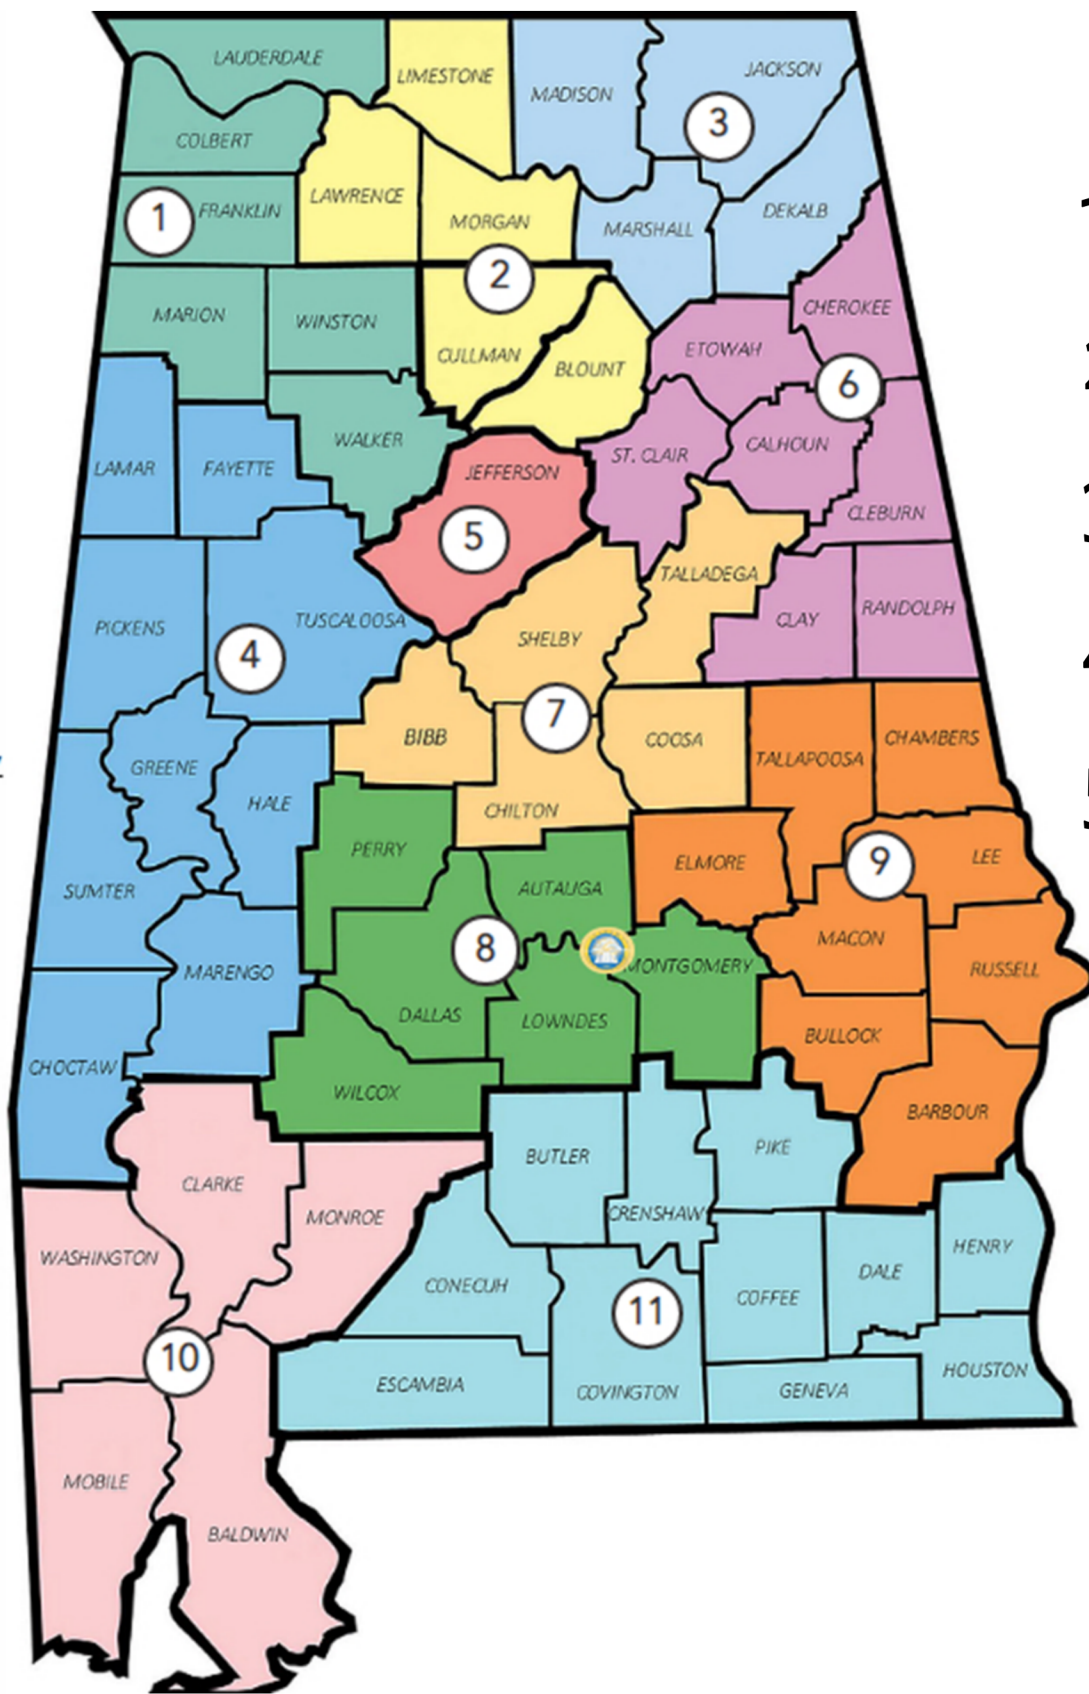 LAUDERDALE
LIMESTONE
MADISON
JACKSON
3
COLBERT
LAWRENCE
1
FRANKLIN
MORGAN
MARSHALL
DEKALB
2
MARION
WINSTON
CULLMAN
BLOUNT
ETOWAH
CHEROKEE
6
LAMAR
FAYETTE
WALKER
JEFFERSON
5
ST. CLAIR
CALHOUN
CLEBURN
PICKENS
TUSCALOOSA
4
SHELBY
TALLADEGA
CLAY
RANDOLPH
7
BIBB
COOSA
TALLAPOOSA
CHAMBERS
GREENE
HALE
CHILTON
PERRY
AUTAUGA
ELMORE
9
LEE
SUMTER
8
MARENGO
DALLAS
LOWNDES
MONTGOMERY
MACON
RUSSELL
BULLOCK
CHOCTAW
WILCOX
BARBOUR
CLARKE
MONROE
BUTLER
CRENSHAW
PIKE
WASHINGTON
CONECUH
11
COFFEE
DALE
HENRY
10
ESCAMBIA
COVINGTON
GENEVA
HOUSTON
MOBILE
BALDWIN